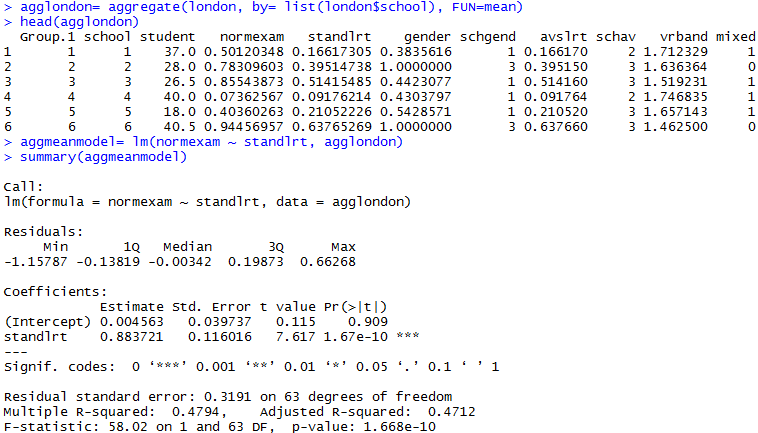 > agglondon= aggregate(london, by= list(london$school), FUN=mean)
> head(agglondon)
  Group.1 school student   normexam   standlrt    gender schgend    avslrt schav   vrband mixed
1       1      1    37.0 0.50120348 0.16617305 0.3835616       1  0.166170     2 1.712329     1
2       2      2    28.0 0.78309603 0.39514738 1.0000000       3  0.395150     3 1.636364     0
3       3      3    26.5 0.85543873 0.51415485 0.4423077       1  0.514160     3 1.519231     1
4       4      4    40.0 0.07362567 0.09176214 0.4303797       1  0.091764     2 1.746835     1
5       5      5    18.0 0.40360263 0.21052226 0.5428571       1  0.210520     3 1.657143     1
6       6      6    40.5 0.94456957 0.63765269 1.0000000       3  0.637660     3 1.462500     0
> aggmeanmodel= lm(normexam ~ standlrt, agglondon)
> summary(aggmeanmodel)
Call:
lm(formula = normexam ~ standlrt, data = agglondon)
Residuals:
     Min       1Q   Median       3Q      Max
-1.15787 -0.13819 -0.00342  0.19873  0.66268
Coefficients:
            Estimate Std. Error t value Pr(>|t|)
(Intercept) 0.004563   0.039737   0.115    0.909
standlrt    0.883721   0.116016   7.617 1.67e-10 ***
---
Signif. codes:  0 ‘***’ 0.001 ‘**’ 0.01 ‘*’ 0.05 ‘.’ 0.1 ‘ ’ 1
Residual standard error: 0.3191 on 63 degrees of freedom
Multiple R-squared:  0.4794,    Adjusted R-squared:  0.4712
F-statistic: 58.02 on 1 and 63 DF,  p-value: 1.668e-10